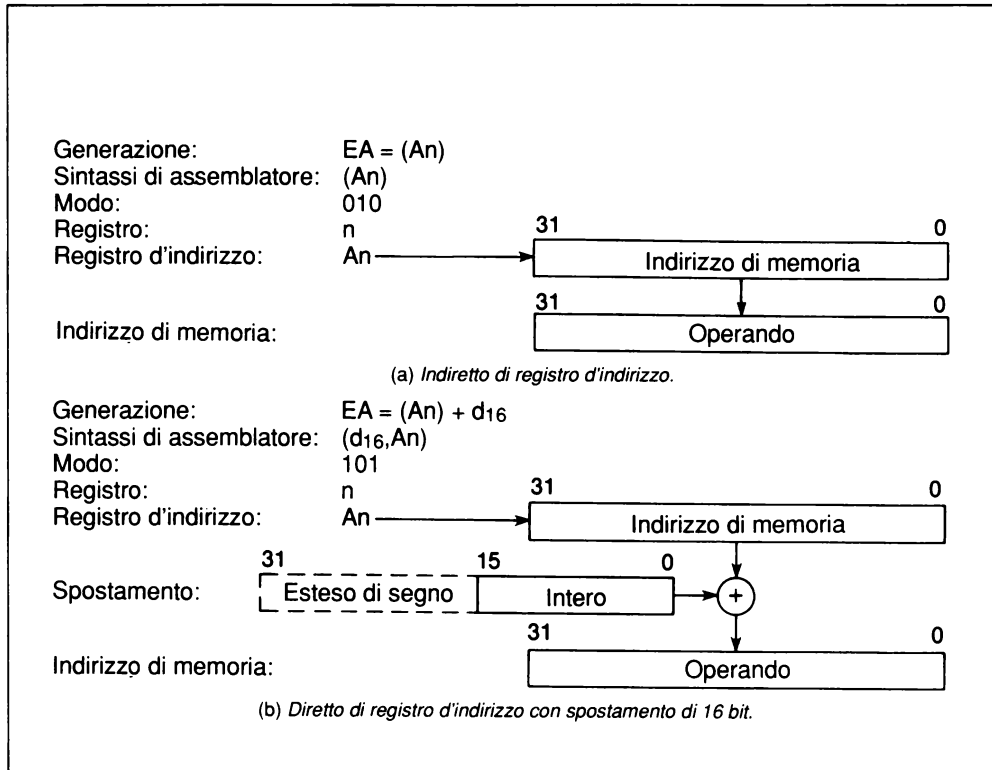 Generazione: EA = (An)
Sintassi di assemblatore: (An)
Modo: 010
Registro: n
31 0
Registro d'indirizzo: An Indirizzo di memoria
31 0
Indirizzo di memoria: Operando
(a) Indiretto di registro d'indirizzo.
Generazione: EA = (An) + d16
Sintassi di assemblatore: (d16,An)
Modo: 101
Registro: n
31 0
Registro d'indirizzo: An Indirizzo di memoria
31 15 0
Spostamento: Esteso di segno Intero +
31 0
Indirizzo di memoria: Operando
(b) Diretto di registro d'indirizzo con spostamento di 16 bit.